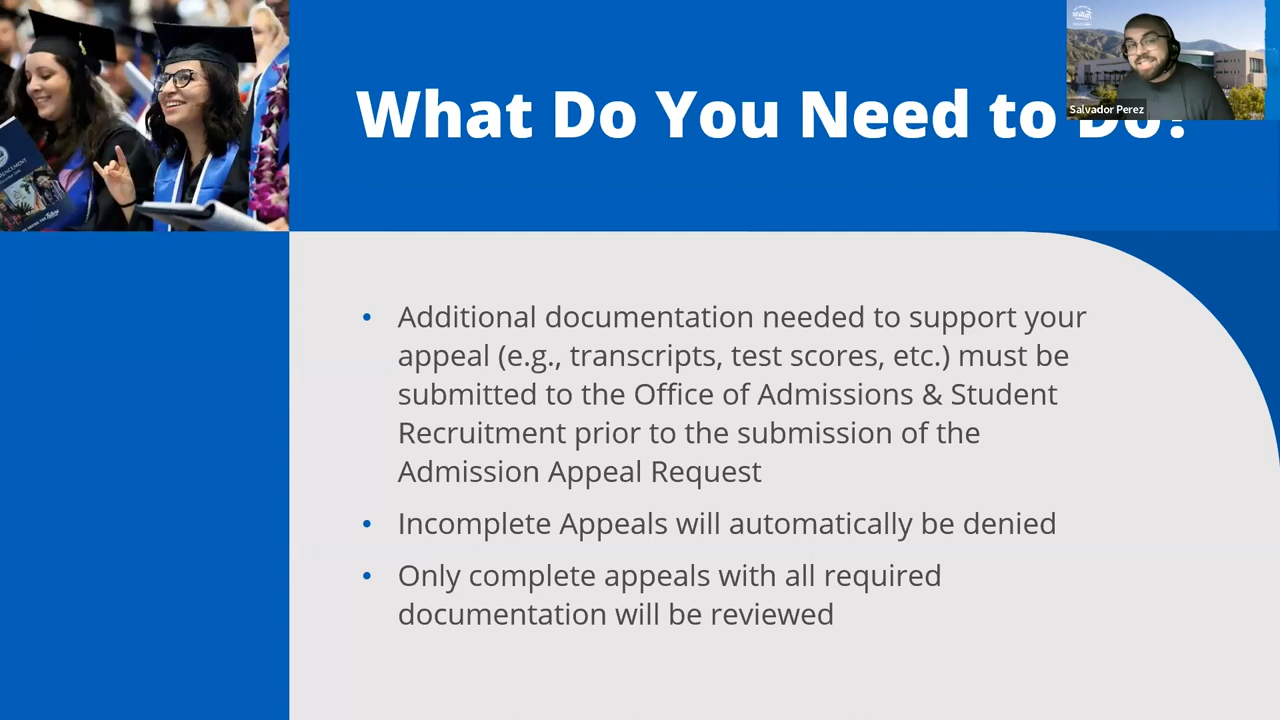 What Do You Need to Do?
Salvador Perez
Additional documentation needed to support your
appeal (e.g., transcripts, test scores, etc.) must be
submitted to the Office of Admissions & Student
Recruitment prior to the submission of the
Admission Appeal Request
• Incomplete Appeals will automatically be denied
• Only complete appeals with all required
documentation will be reviewed